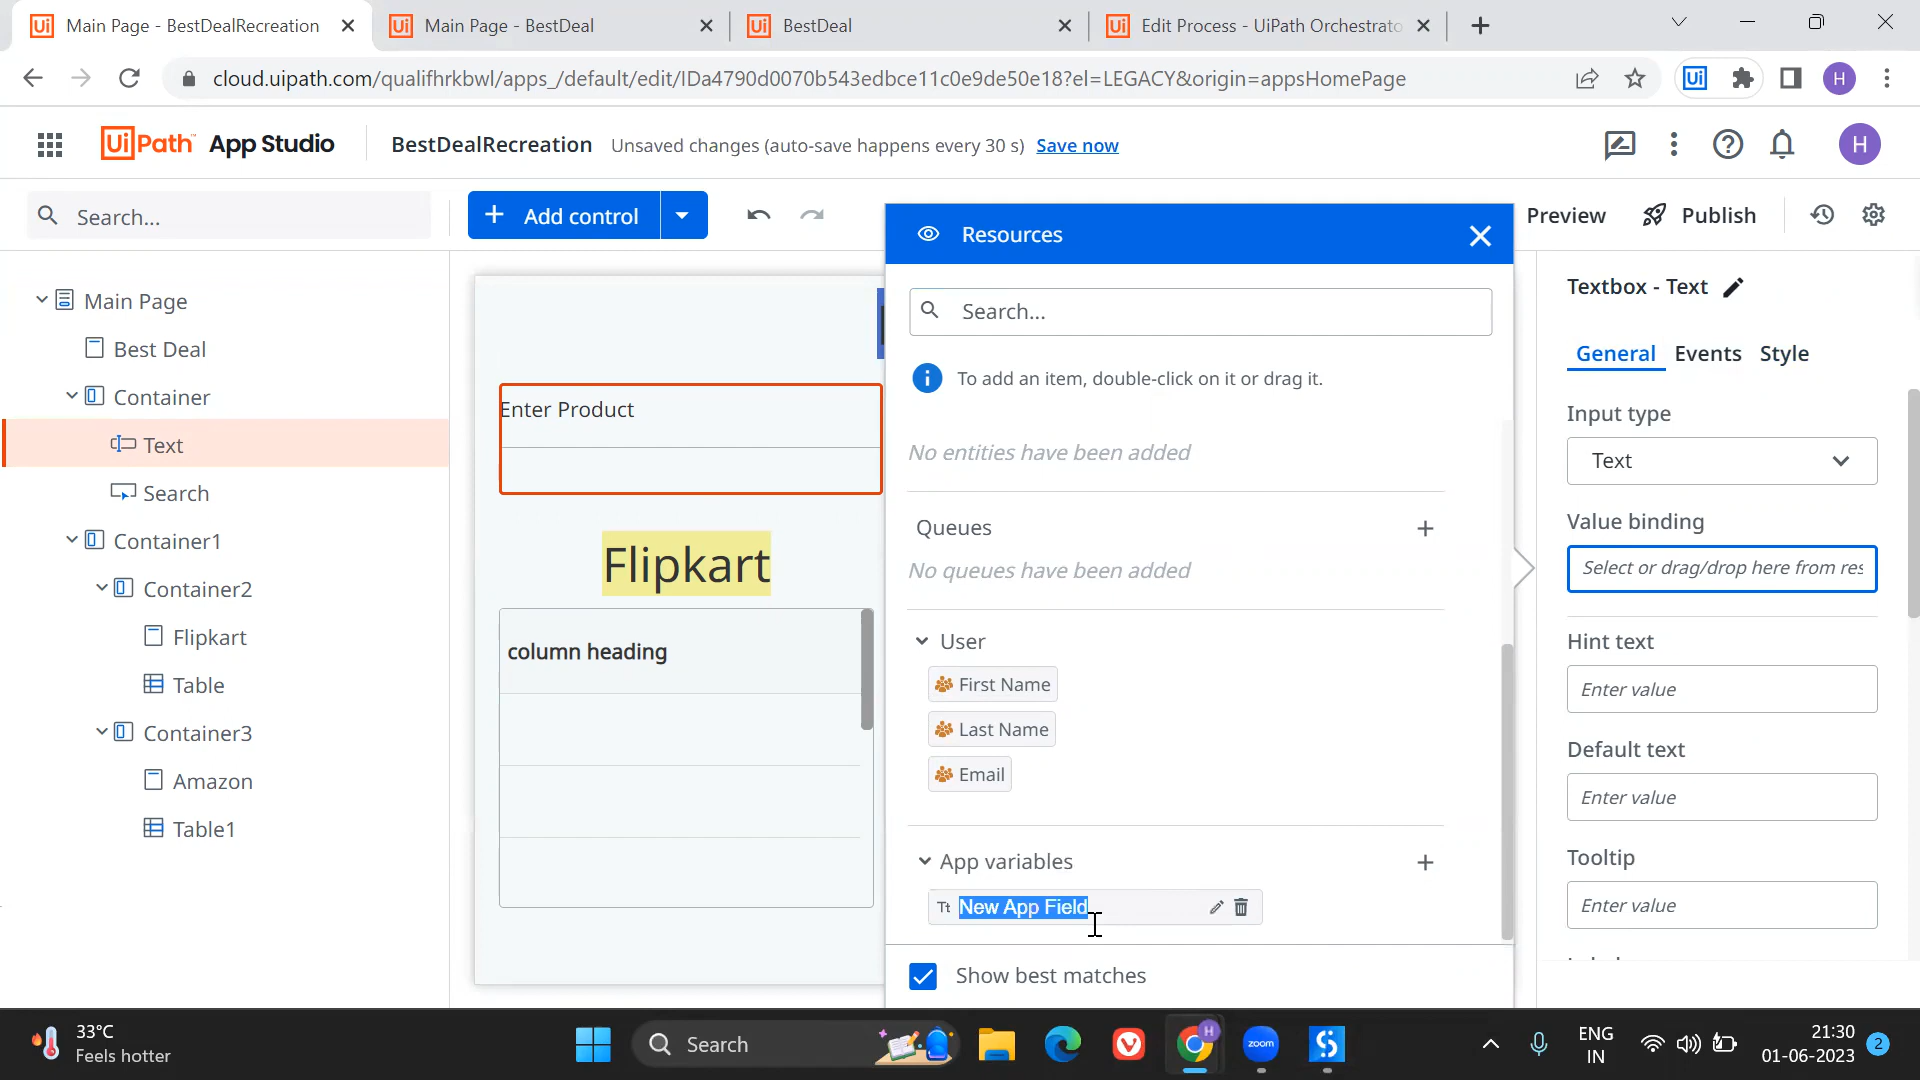 Main Page - BestDealRecreation
Main Page - BestDeal
BestDeal
Edit Process - UiPath Orchestrato
cloud.uipath.com/qualifhrkbwl/apps_/default/edit/IDa4790d0070b543edbce11c0e9de50e18?el=LEGACY&origin=appsHomePage
H
UiPath App Studio
BestDealRecreation
Unsaved changes (auto-save happens every 30 s)
Save now
H
Search...
Add control
Preview
Publish
Main Page
Best Deal
Container
Text
Search
Container1
Container2
Flipkart
Table
Container3
Amazon
Table1
Enter Product
Flipkart
column heading
Resources
Search...
To add an item, double-click on it or drag it.
No entities have been added
Queues
No queues have been added
User
First Name
Last Name
Email
App variables
Tt New App Field
Show best matches
Textbox - Text
General Events Style
Input type
Text
Value binding
Select or drag/drop here from res
Hint text
Enter value
Default text
Enter value
Tooltip
Enter value
33°C
Feels hotter
Search
H
zoom
ENG
IN
21:30
01-06-2023
2